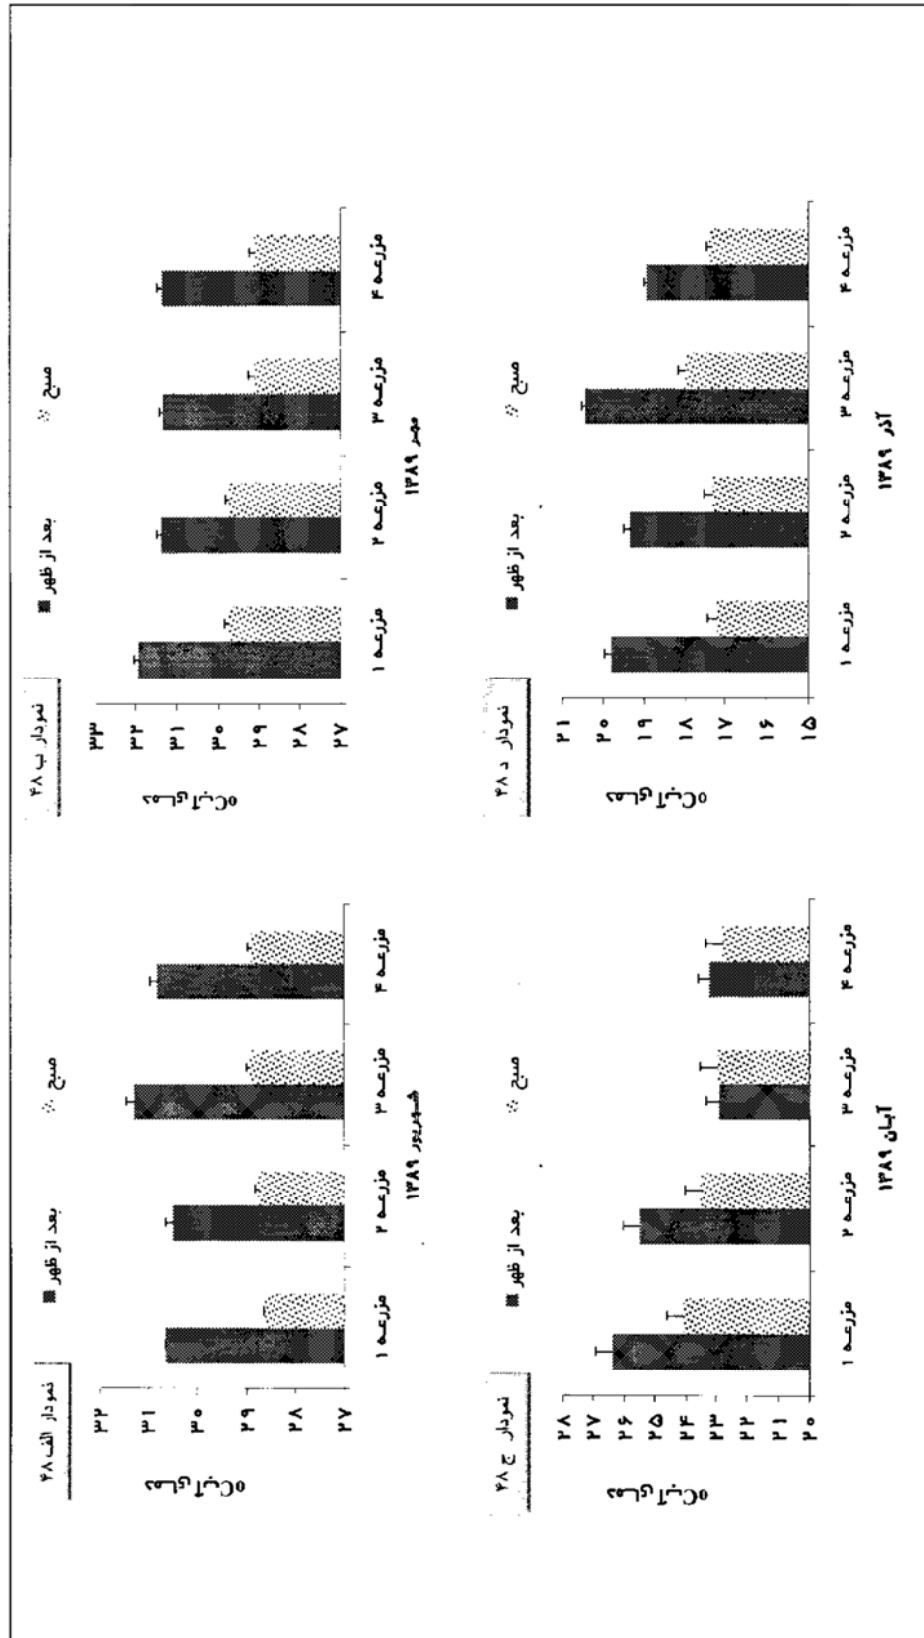 نمودار الف ۴۸
■ بعد از ظهر
صبح
دمای آب oC
۳۲
۳۱
۳۰
۲۹
۲۸
۲۷
مزرعه ۱
مزرعه ۲
مزرعه ۳
مزرعه ۴
شهریور ۱۳۸۹
نمودار ب ۴۸
■ بعد از ظهر
صبح
دمای آب oC
۳۳
۳۲
۳۱
۳۰
۲۹
۲۸
۲۷
مزرعه ۱
مزرعه ۲
مزرعه ۳
مزرعه ۴
مهر ۱۳۸۹
نمودار ج ۴۸
■ بعد از ظهر
صبح
دمای آب oC
۲۸
۲۷
۲۶
۲۵
۲۴
۲۳
۲۲
۲۱
۲۰
مزرعه ۱
مزرعه ۲
مزرعه ۳
مزرعه ۴
آبان ۱۳۸۹
نمودار د ۴۸
■ بعد از ظهر
صبح
دمای آب oC
۲۱
۲۰
۱۹
۱۸
۱۷
۱۶
۱۵
مزرعه ۱
مزرعه ۲
مزرعه ۳
مزرعه ۴
آذر ۱۳۸۹